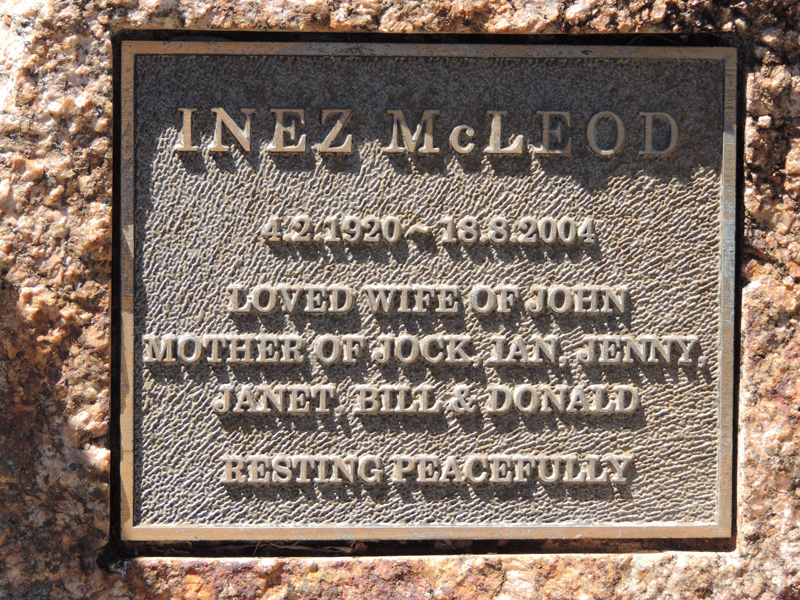 INEZ McLEOD
4.2.1920 ~ 18.8.2004
LOVED WIFE OF JOHN
MOTHER OF JOCK, IAN, JENNY,
JANET, BILL & DONALD
RESTING PEACEFULLY